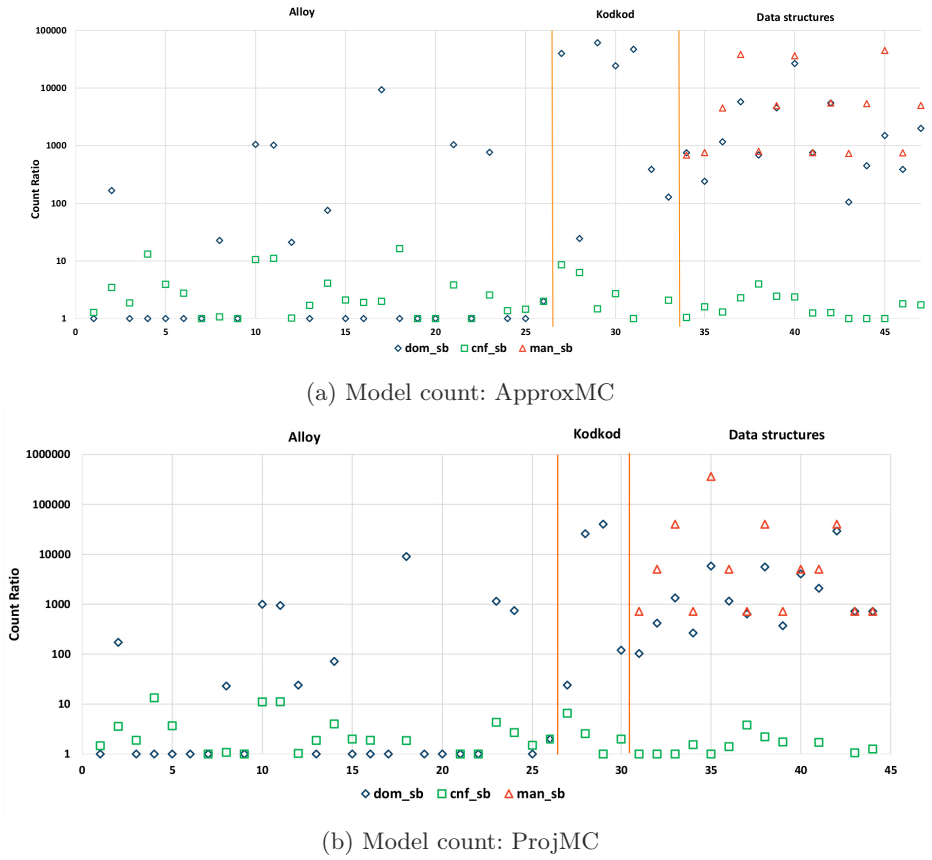 Alloy
Kodkod
Data structures
100000
10000
1000
100
10
1
Count Ratio
0 5 10 15 20 25 30 35 40 45
dom_sb cnf_sb man_sb
(a) Model count: ApproxMC
Alloy
Kodkod
Data structures
1000000
100000
10000
1000
100
10
1
Count Ratio
0 5 10 15 20 25 30 35 40 45
dom_sb cnf_sb man_sb
(b) Model count: ProjMC